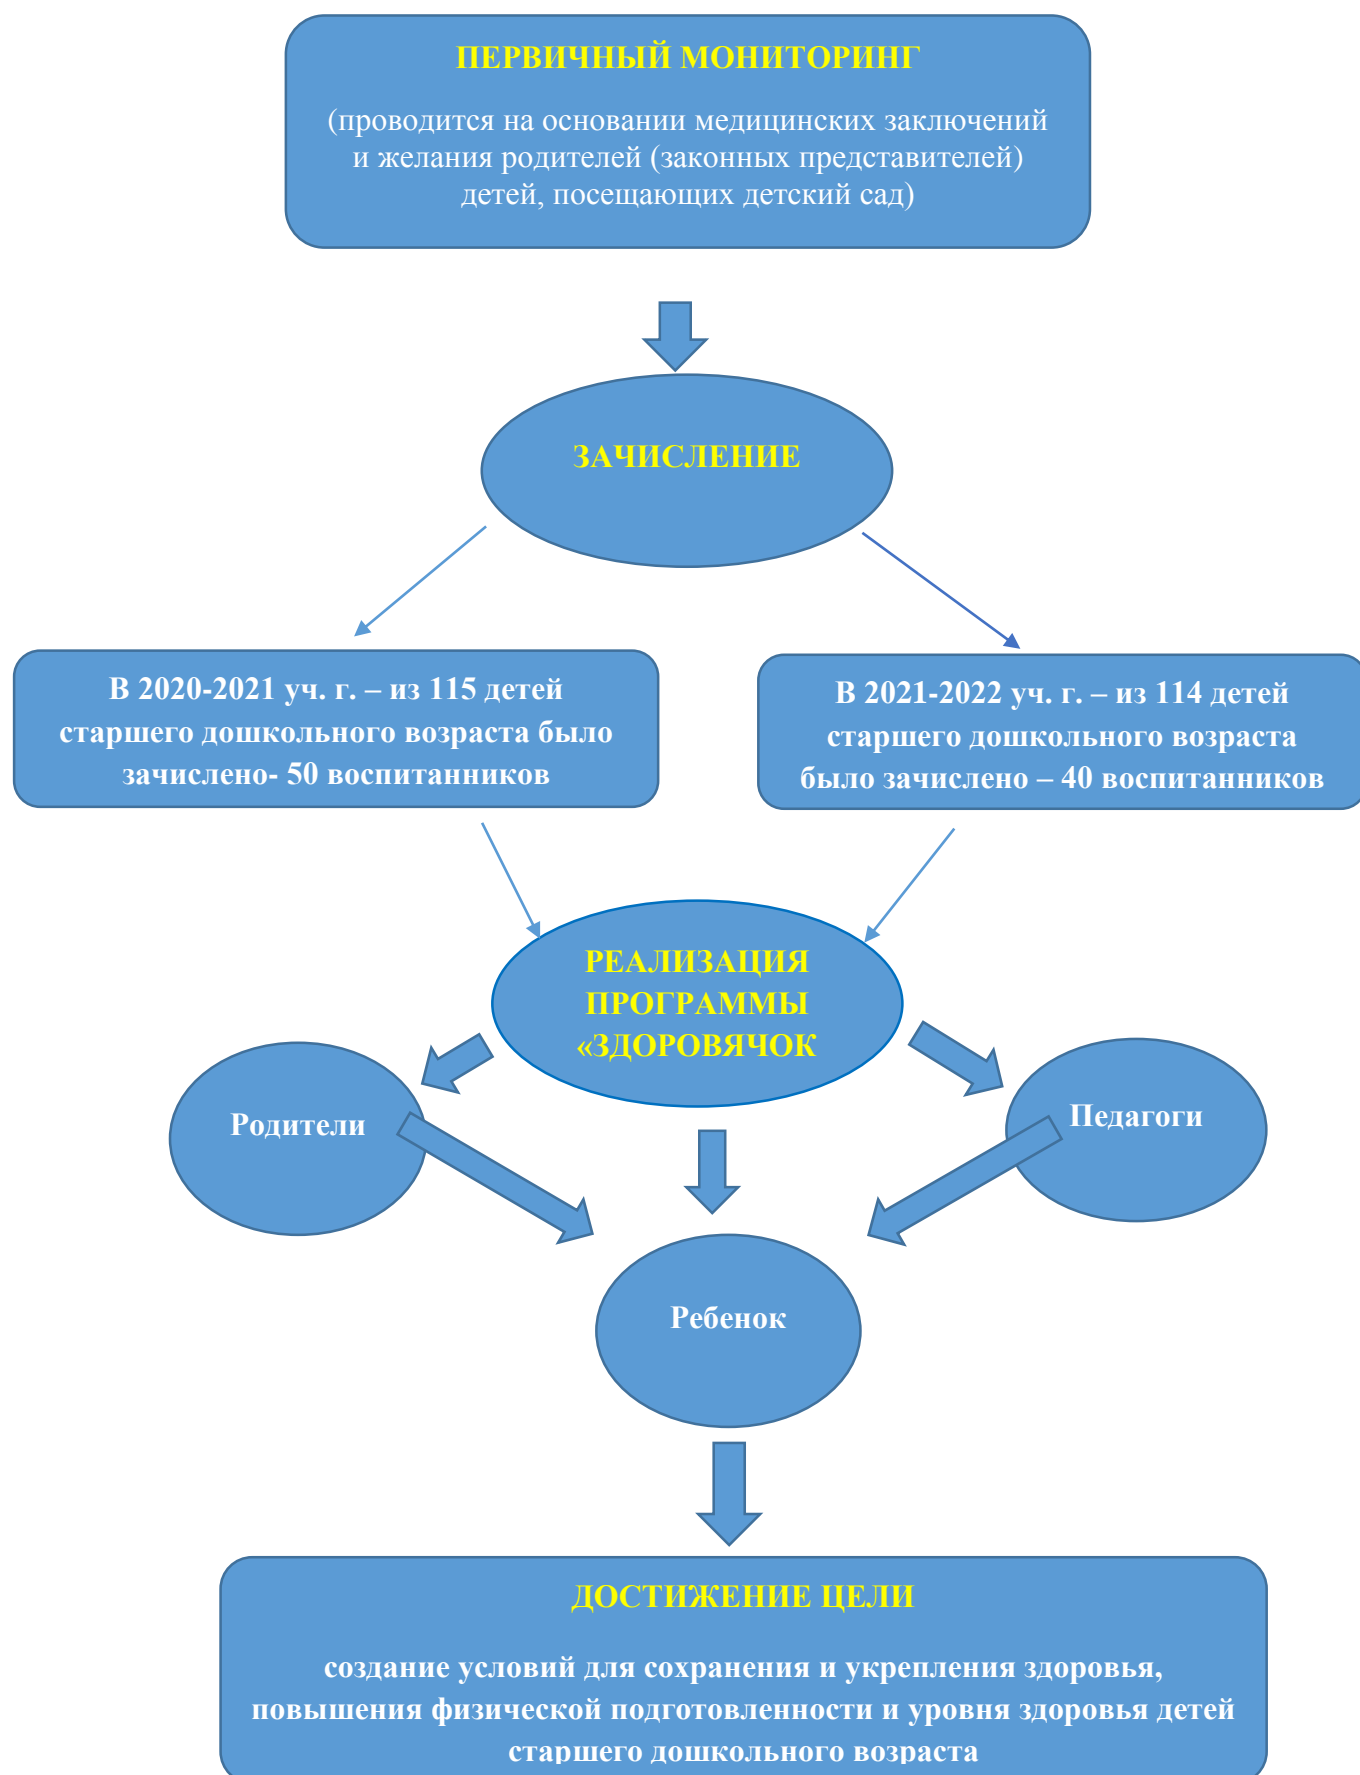 ПЕРВИЧНЫЙ МОНИТОРИНГ
(проводится на основании медицинских заключений
и желания родителей (законных представителей)
детей, посещающих детский сад)
ЗАЧИСЛЕНИЕ
В 2020-2021 уч. г. – из 115 детей
старшего дошкольного возраста было
зачислено- 50 воспитанников
В 2021-2022 уч. г. – из 114 детей
старшего дошкольного возраста
было зачислено – 40 воспитанников
РЕАЛИЗАЦИЯ
ПРОГРАММЫ
«ЗДОРОВЯЧОК
Родители
Педагоги
Ребенок
ДОСТИЖЕНИЕ ЦЕЛИ
создание условий для сохранения и укрепления здоровья,
повышения физической подготовленности и уровня здоровья детей
старшего дошкольного возраста